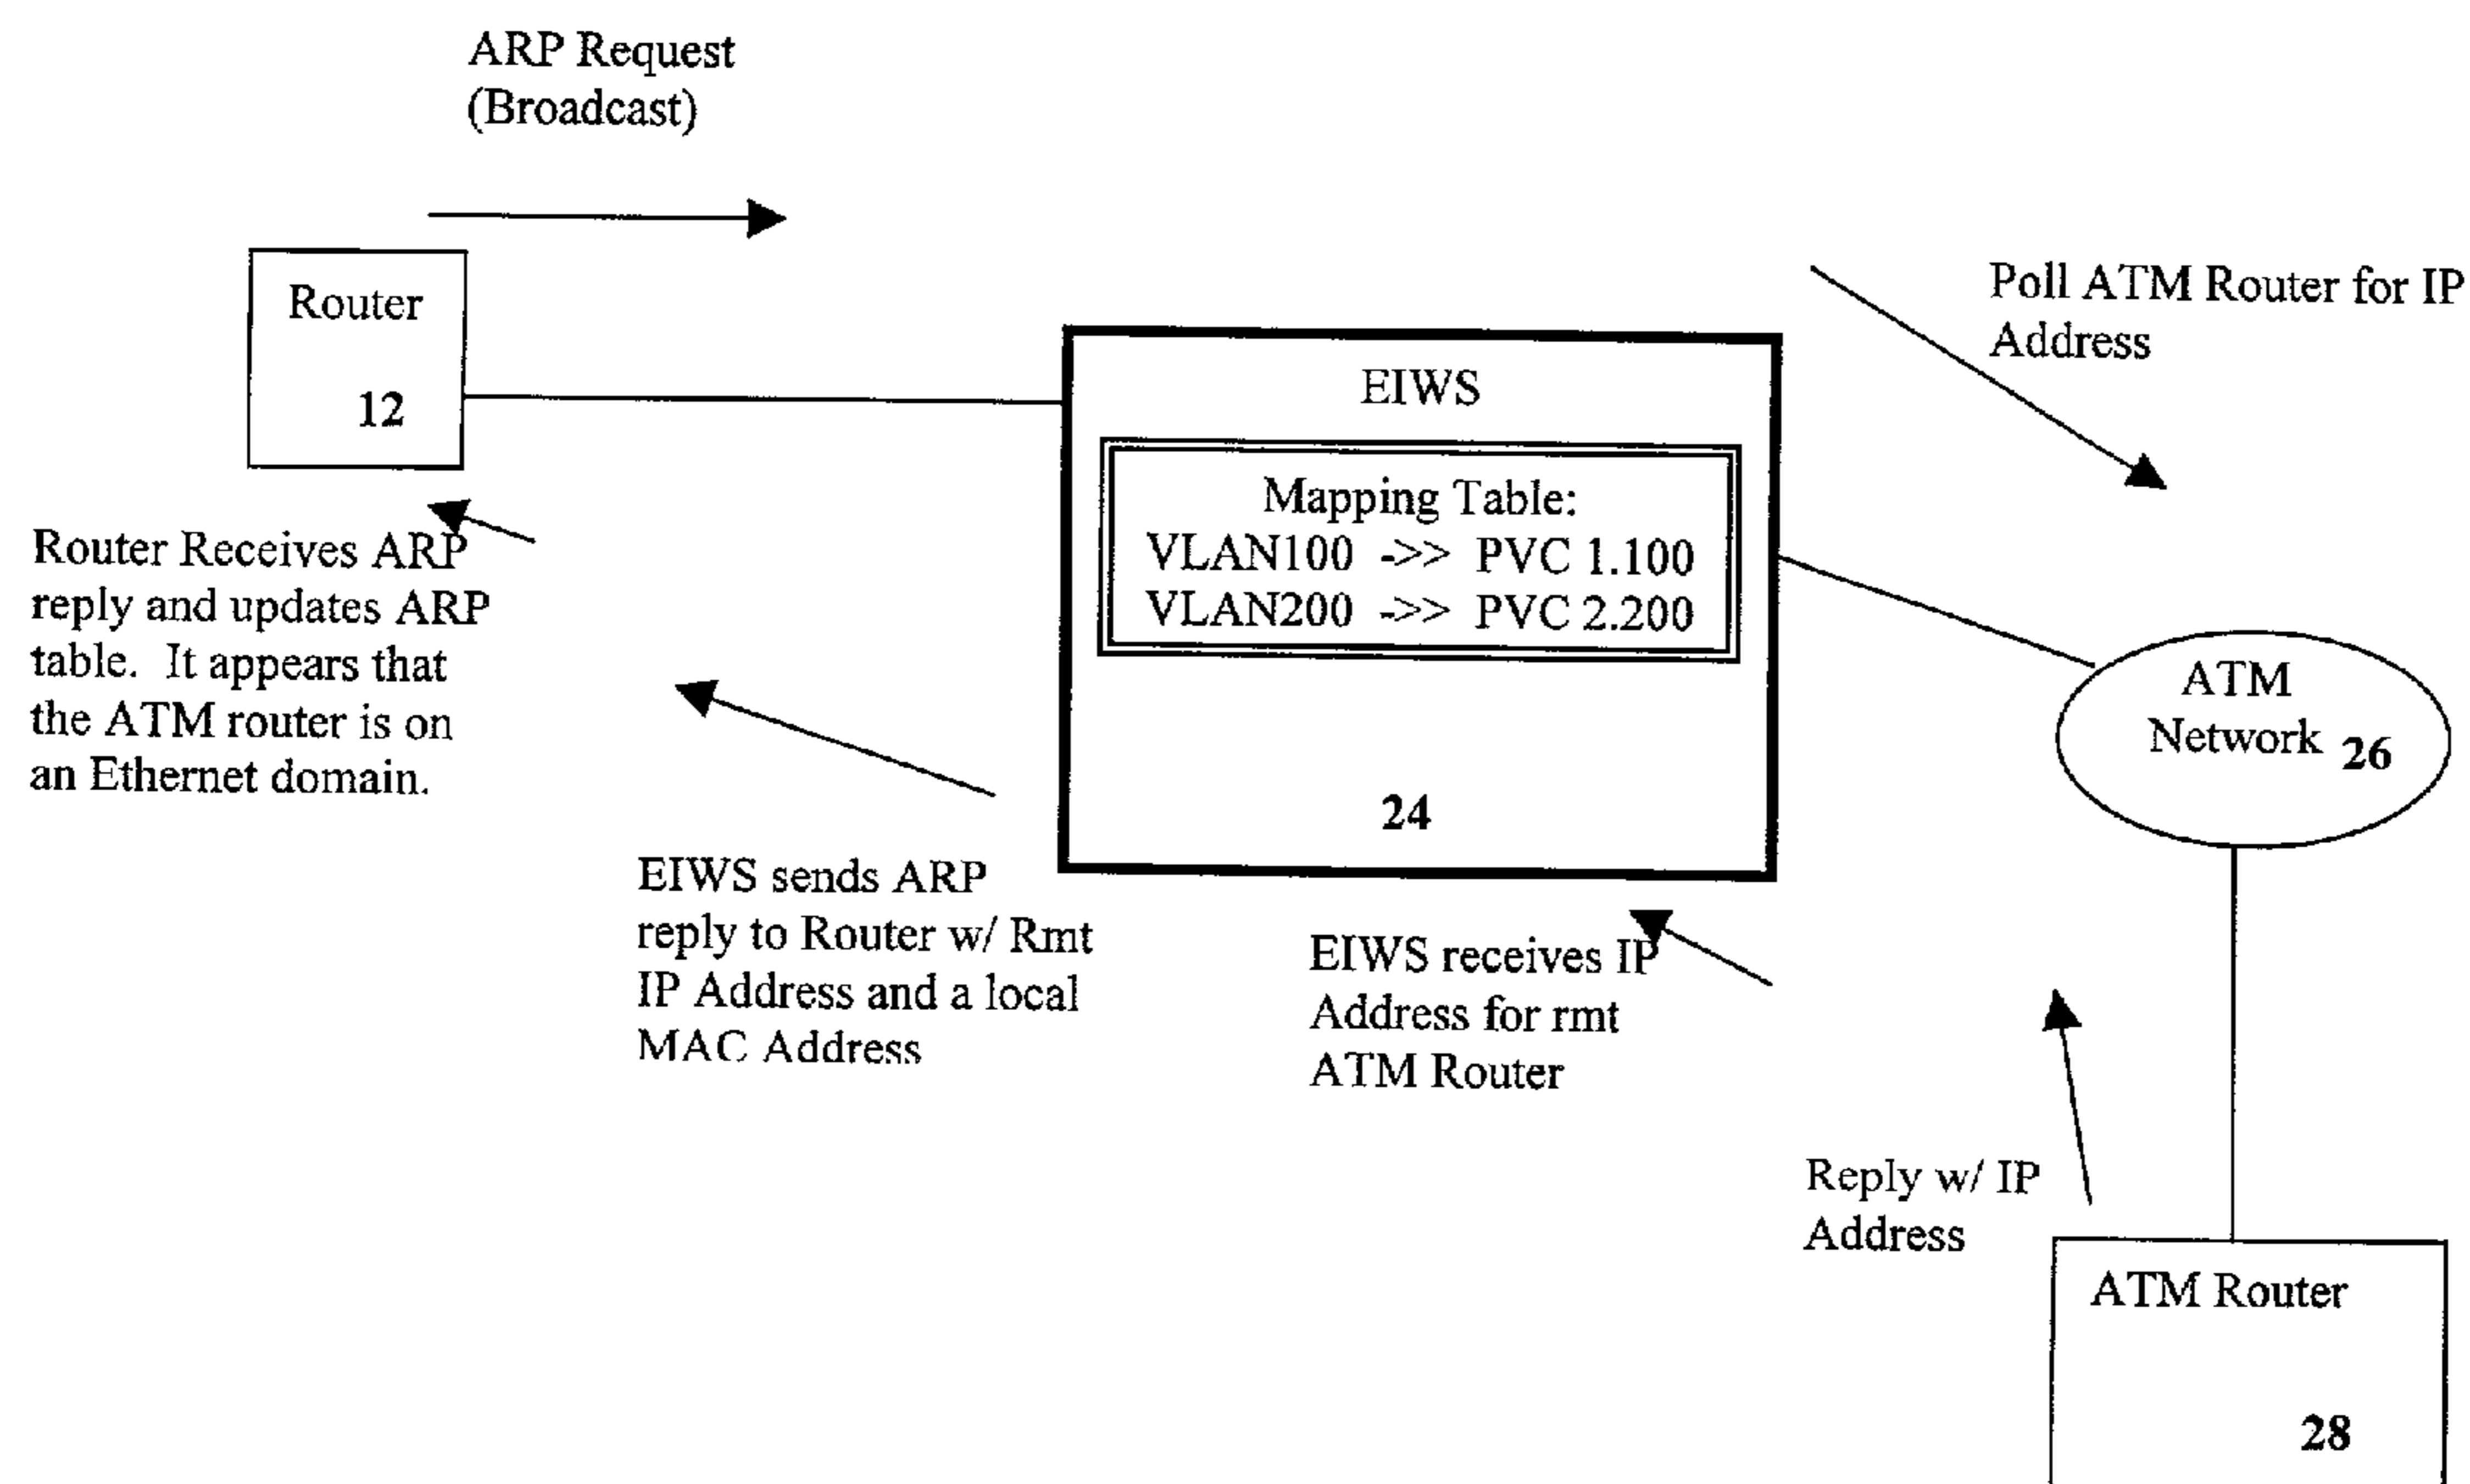 ARP Request
(Broadcast)
Router
12
Poll ATM Router for IP
Address
EIWS
Mapping Table:
VLAN100 ->> PVC 1.100
VLAN200 ->> PVC 2.200
24
Router Receives ARP
reply and updates ARP
table. It appears that
the ATM router is on
an Ethernet domain.
ATM
Network 26
EIWS sends ARP
reply to Router w/ Rmt
IP Address and a local
MAC Address
EIWS receives IP
Address for rmt
ATM Router
Reply w/ IP
Address
ATM Router
28